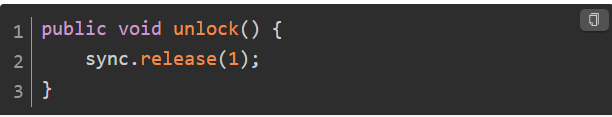 1 public void unlock() {
2     sync.release(1);
3 }